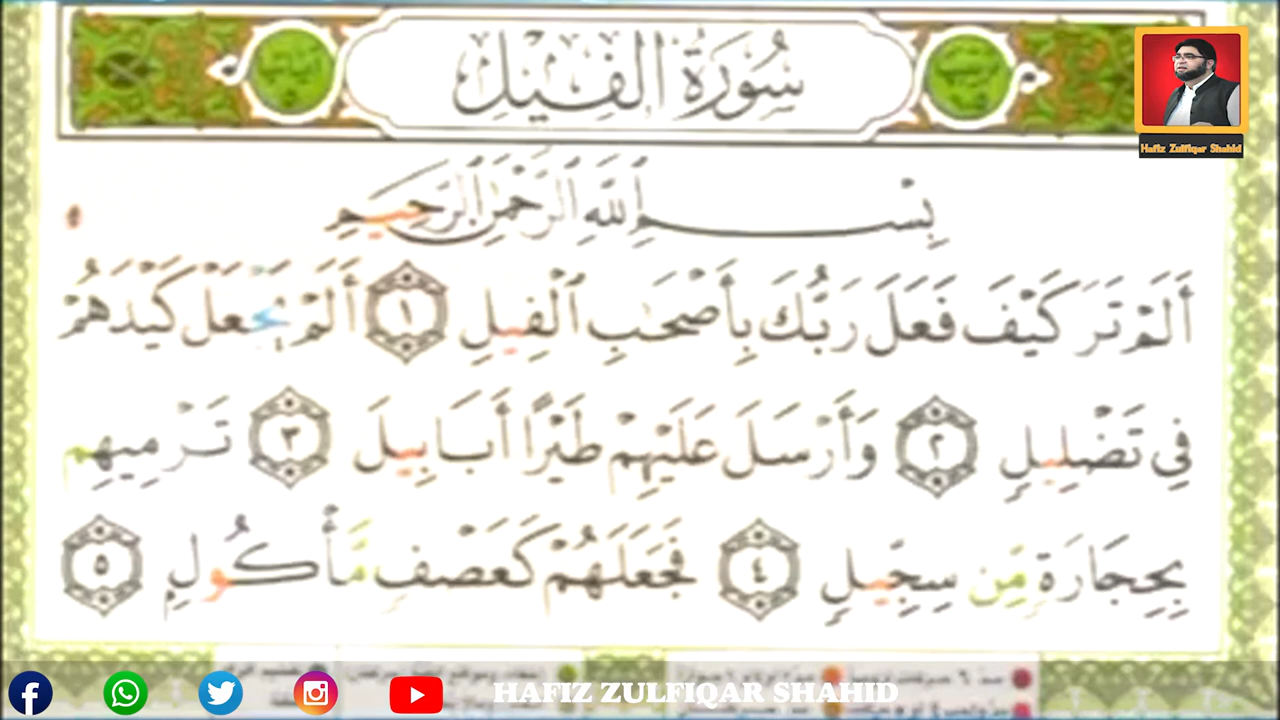 سُورَةُ الفِيلِ
Hafiz Zulfiqar Shahid
بِسْمِ ٱللَّهِ ٱلرَّحْمَٰنِ ٱلرَّحِيمِ
أَلَمْ تَرَ كَيْفَ فَعَلَ رَبُّكَ بِأَصْحَٰبِ ٱلْفِيلِ ١ أَلَمْ يَجْعَلْ كَيْدَهُمْ
فِى تَضْلِيلٍ ٢ وَأَرْسَلَ عَلَيْهِمْ طَيْرًا أَبَابِيلَ ٣ تَرْمِيهِم
بِحِجَارَةٍ مِّن سِجِّيلٍ ٤ فَجَعَلَهُمْ كَعَصْفٍ مَّأْكُولٍ ٥
HAFIZ ZULFIQAR SHAHID